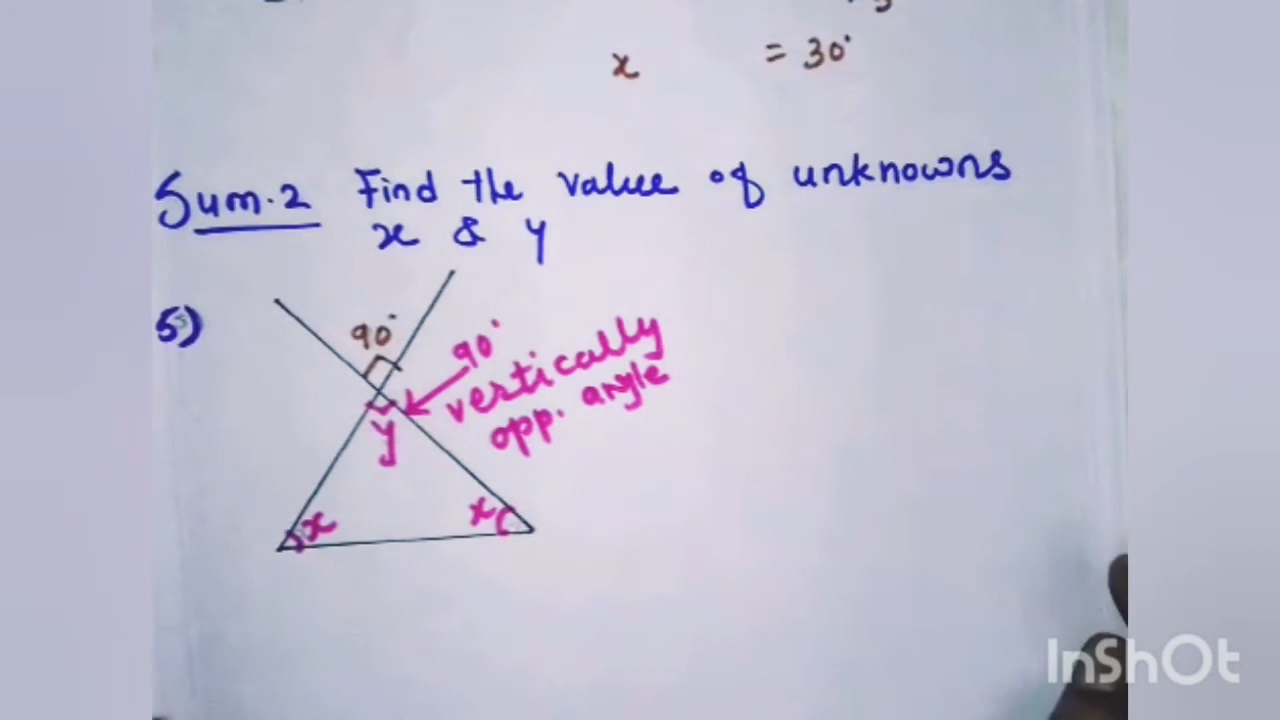 x = 30°
Sum.2 Find the value of unknowns
x & y
5)
90°
90°
vertically
opp. angle
y
x x
InShOt